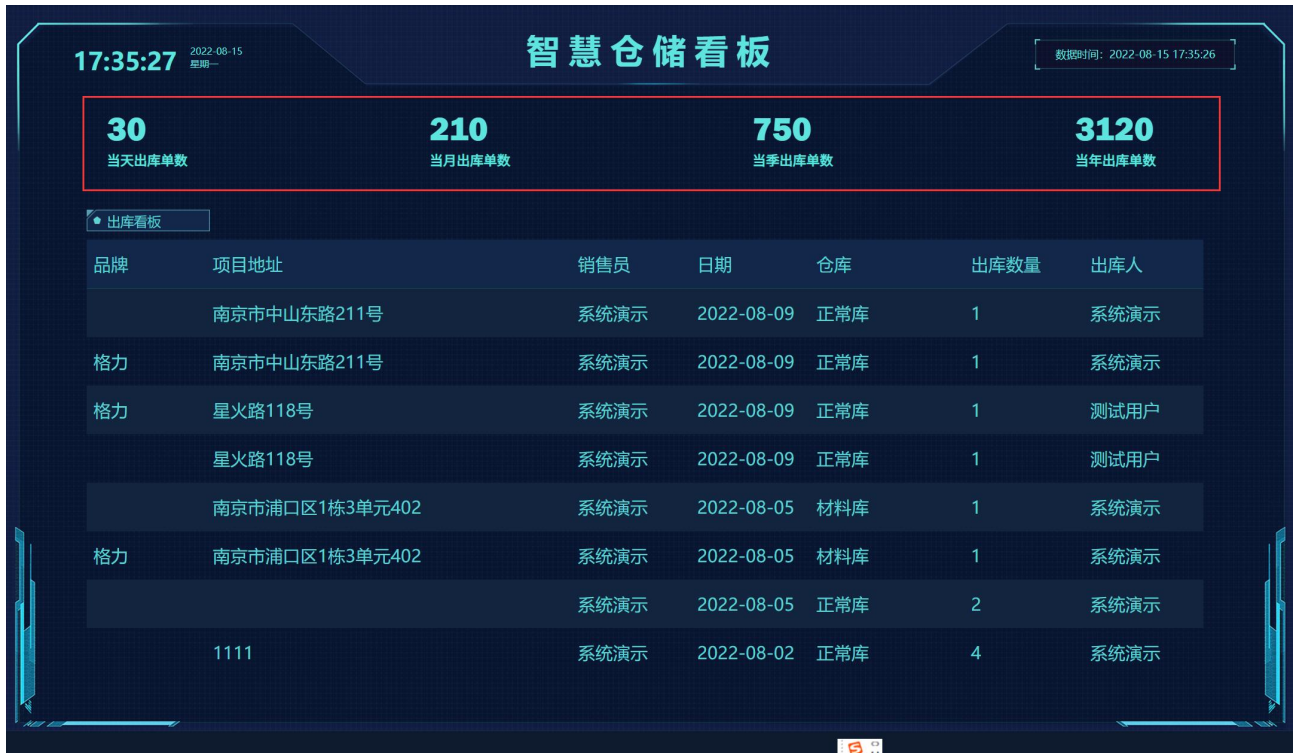 17:35:27 2022-08-15 星期一
智慧仓储看板
数据时间：2022-08-15 17:35:26
30 210 750 3120
当天出库单数 当月出库单数 当季出库单数 当年出库单数
出库看板
品牌 项目地址 销售员 日期 仓库 出库数量 出库人
南京市中山东路211号 系统演示 2022-08-09 正常库 1 系统演示
格力 南京市中山东路211号 系统演示 2022-08-09 正常库 1 系统演示
格力 星火路118号 系统演示 2022-08-09 正常库 1 测试用户
星火路118号 系统演示 2022-08-09 正常库 1 测试用户
南京市浦口区1栋3单元402 系统演示 2022-08-05 材料库 1 系统演示
格力 南京市浦口区1栋3单元402 系统演示 2022-08-05 材料库 1 系统演示
系统演示 2022-08-05 正常库 2 系统演示
1111 系统演示 2022-08-02 正常库 4 系统演示